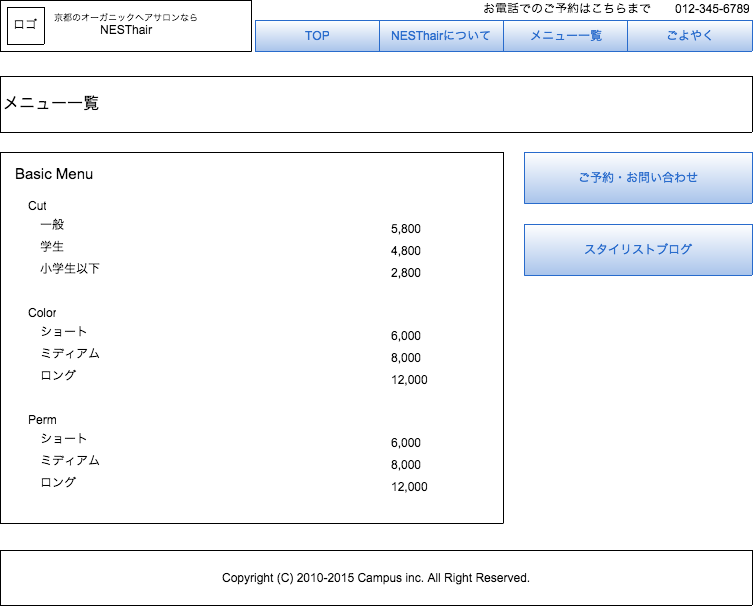 ロゴ
京都のオーガニックヘアサロンなら
NESThair
お電話でのご予約はこちらまで 012-345-6789
TOP NESThairについて メニュー一覧 ごよやく
メニュー一覧
Basic Menu
Cut
一般 5,800
学生 4,800
小学生以下 2,800
Color
ショート 6,000
ミディアム 8,000
ロング 12,000
Perm
ショート 6,000
ミディアム 8,000
ロング 12,000
ご予約・お問い合わせ
スタイリストブログ
Copyright (C) 2010-2015 Campus inc. All Right Reserved.